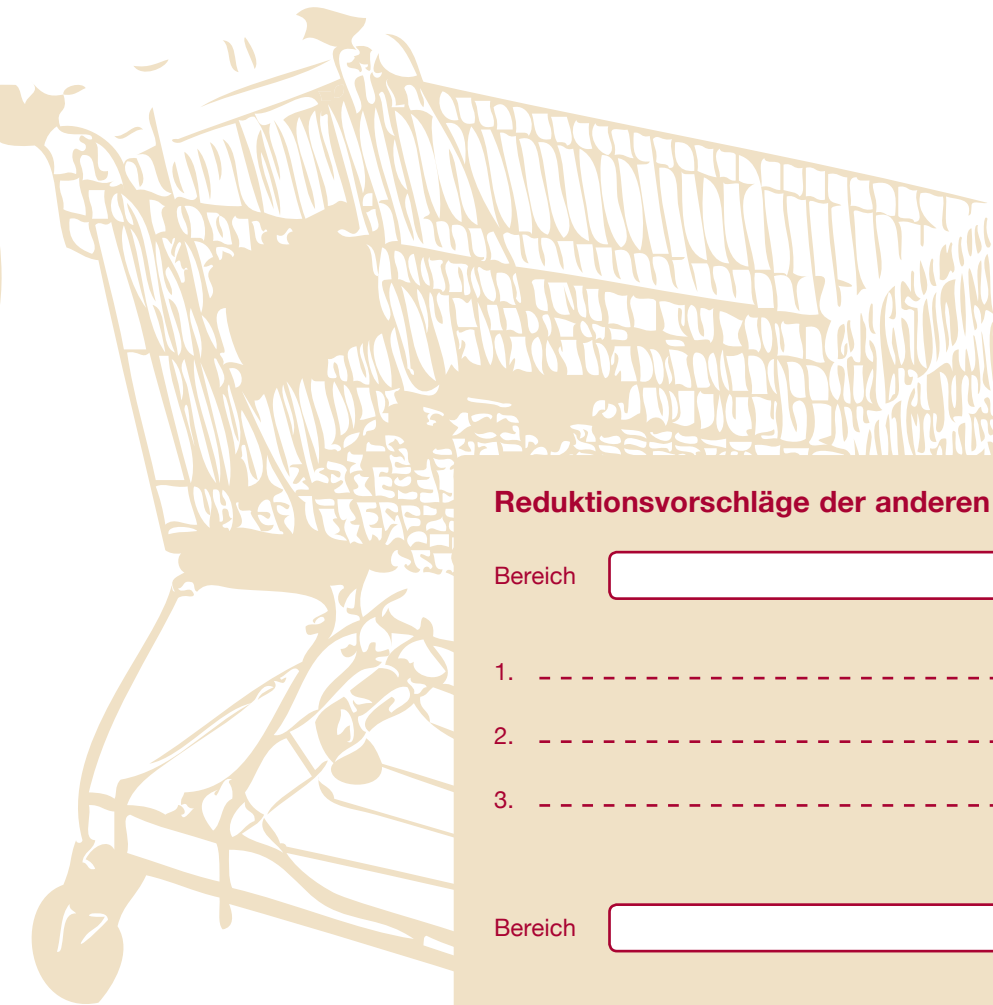 Reduktionsvorschläge der anderen
Bereich
1.
2.
3.
Bereich